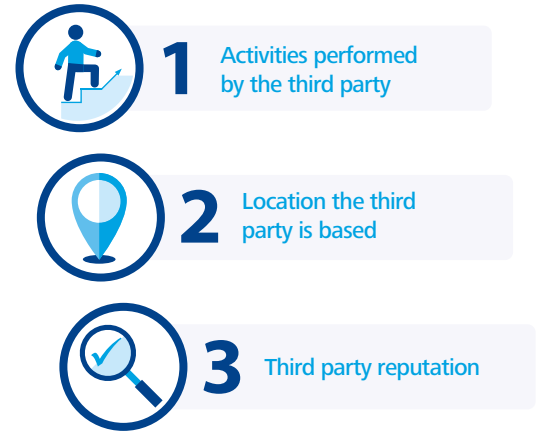 1
Activities performed
by the third party
2
Location the third
party is based
3
Third party reputation